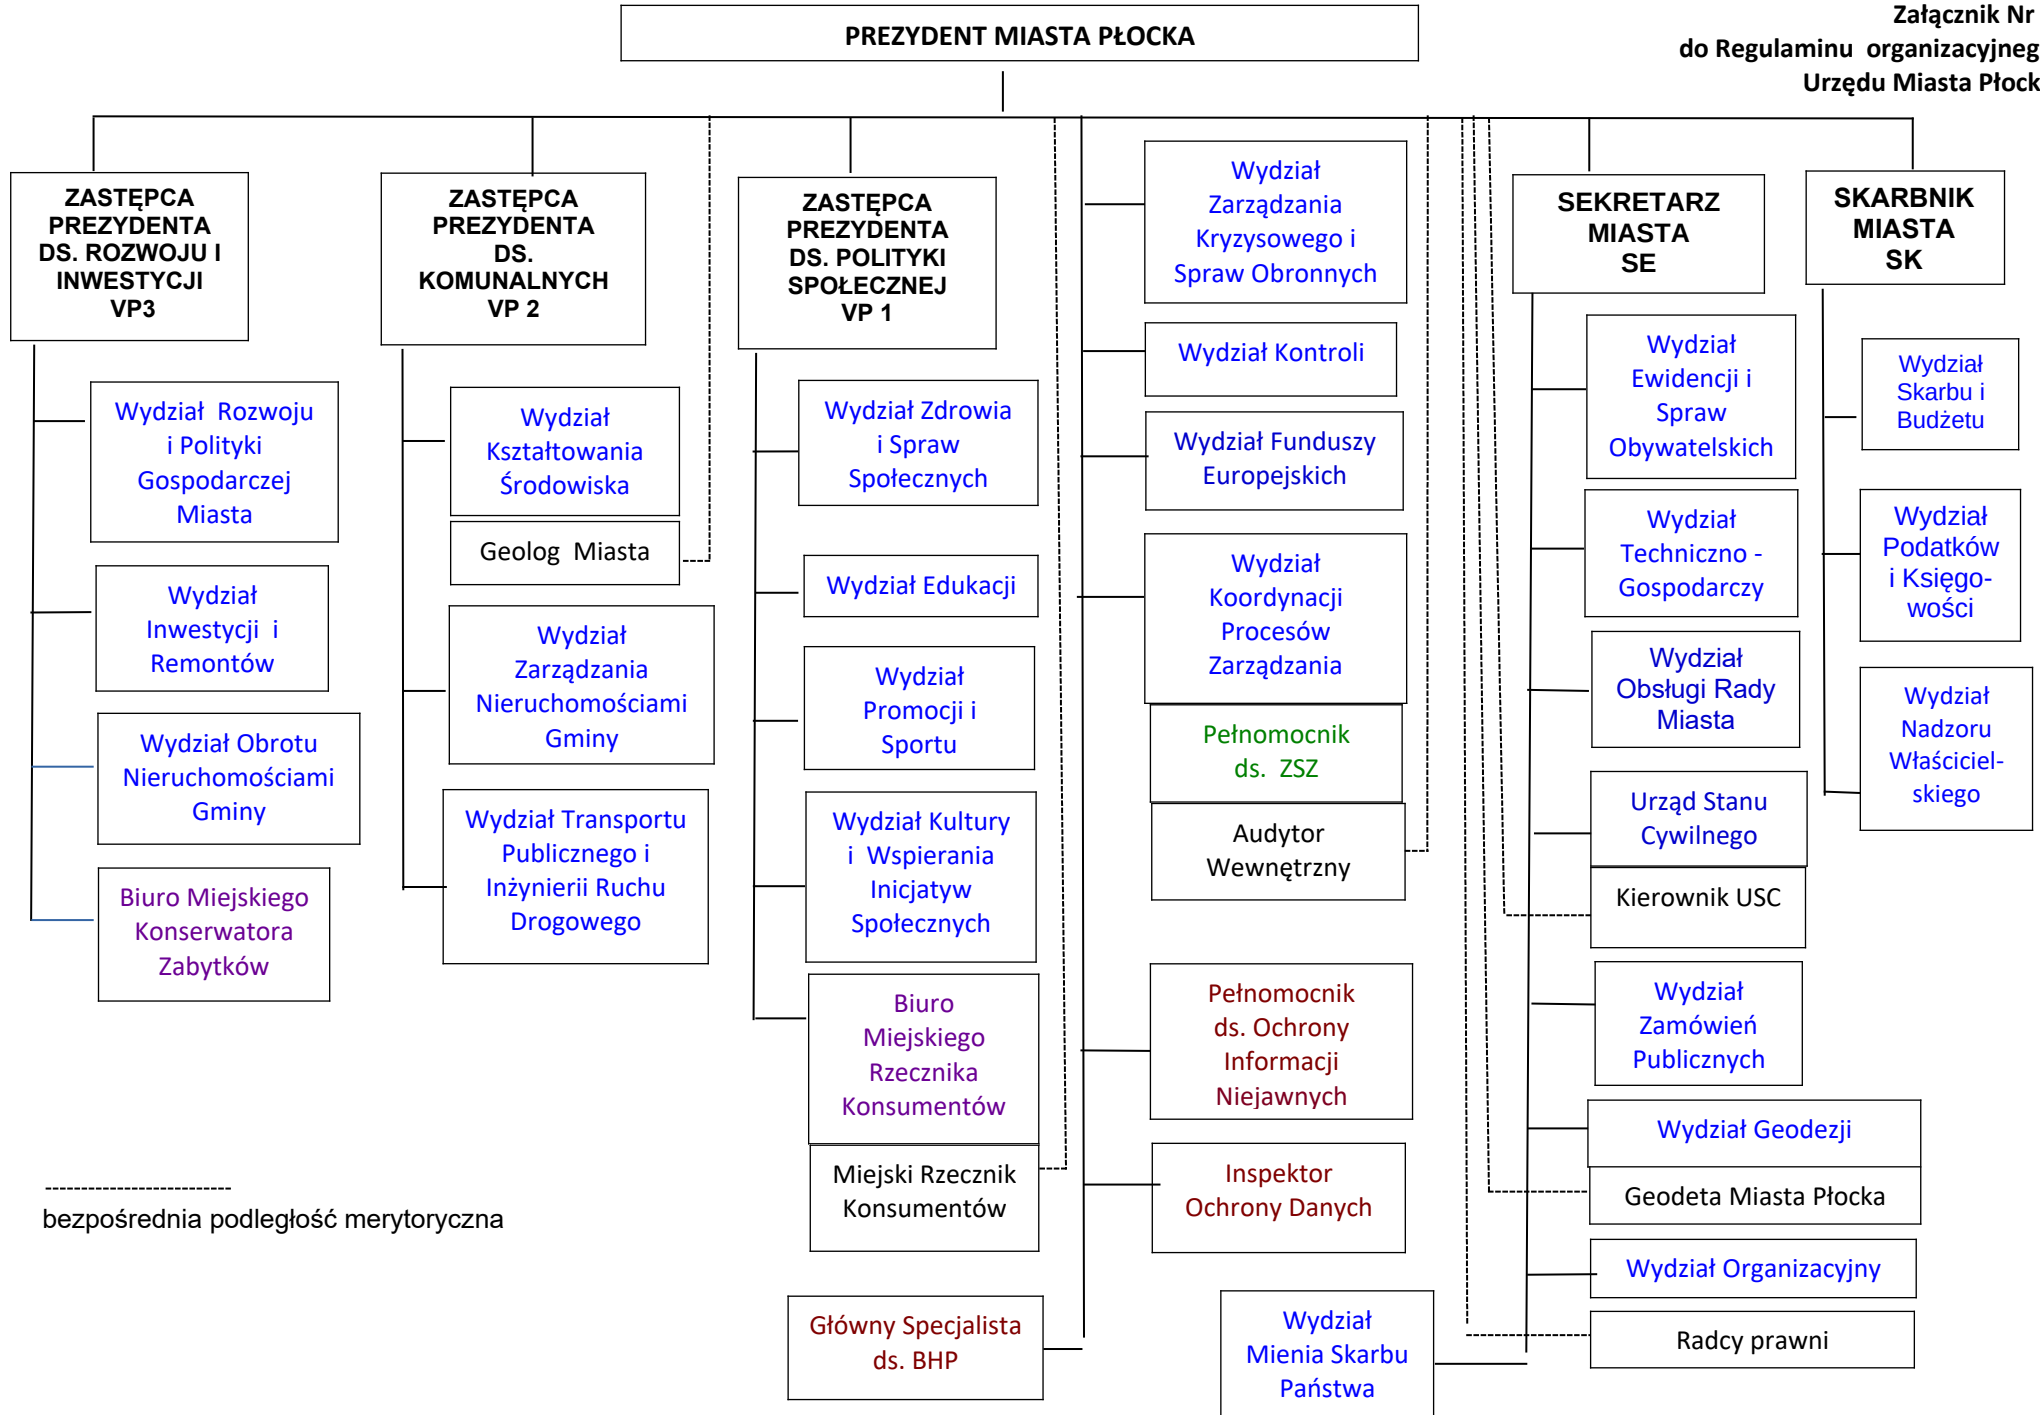 PREZYDENT MIASTA PŁOCKA
Załącznik Nr
do Regulaminu organizacyjneg
Urzędu Miasta Płock
ZASTĘPCA
PREZYDENTA
DS. ROZWOJU I
INWESTYCJI
VP3
Wydział Rozwoju
i Polityki
Gospodarczej
Miasta
Wydział
Inwestycji i
Remontów
Wydział Obrotu
Nieruchomościami
Gminy
Biuro Miejskiego
Konserwatora
Zabytków
ZASTĘPCA
PREZYDENTA
DS.
KOMUNALNYCH
VP 2
Wydział
Kształtowania
Środowiska
Geolog Miasta
Wydział
Zarządzania
Nieruchomościami
Gminy
Wydział Transportu
Publicznego i
Inżynierii Ruchu
Drogowego
ZASTĘPCA
PREZYDENTA
DS. POLITYKI
SPOŁECZNEJ
VP 1
Wydział Zdrowia
i Spraw
Społecznych
Wydział Edukacji
Wydział
Promocji i
Sportu
Wydział Kultury
i Wspierania
Inicjatyw
Społecznych
Biuro
Miejskiego
Rzecznika
Konsumentów
Miejski Rzecznik
Konsumentów
Wydział
Zarządzania
Kryzysowego i
Spraw Obronnych
Wydział Kontroli
Wydział Funduszy
Europejskich
Wydział
Koordynacji
Procesów
Zarządzania
Pełnomocnik
ds. ZSZ
Audytor
Wewnętrzny
Pełnomocnik
ds. Ochrony
Informacji
Niejawnych
Inspektor
Ochrony Danych
Główny Specjalista
ds. BHP
SEKRETARZ
MIASTA
SE
Wydział
Ewidencji i
Spraw
Obywatelskich
Wydział
Techniczno -
Gospodarczy
Wydział
Obsługi Rady
Miasta
Urząd Stanu
Cywilnego
Kierownik USC
Wydział
Zamówień
Publicznych
Wydział Geodezji
Geodeta Miasta Płocka
Wydział Organizacyjny
Radcy prawni
Wydział
Mienia Skarbu
Państwa
SKARBNIK
MIASTA
SK
Wydział
Skarbu i
Budżetu
Wydział
Podatków
i Księgo-
wości
Wydział
Nadzoru
Właściciel-
skiego
bezpośrednia podległość merytoryczna